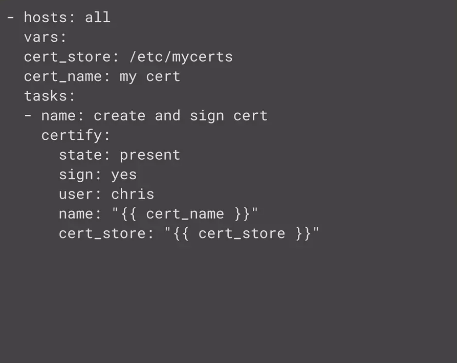 - hosts: all
  vars:
  cert_store: /etc/mycerts
  cert_name: my cert
  tasks:
  - name: create and sign cert
    certify:
      state: present
      sign: yes
      user: chris
      name: "{{ cert_name }}"
      cert_store: "{{ cert_store }}"